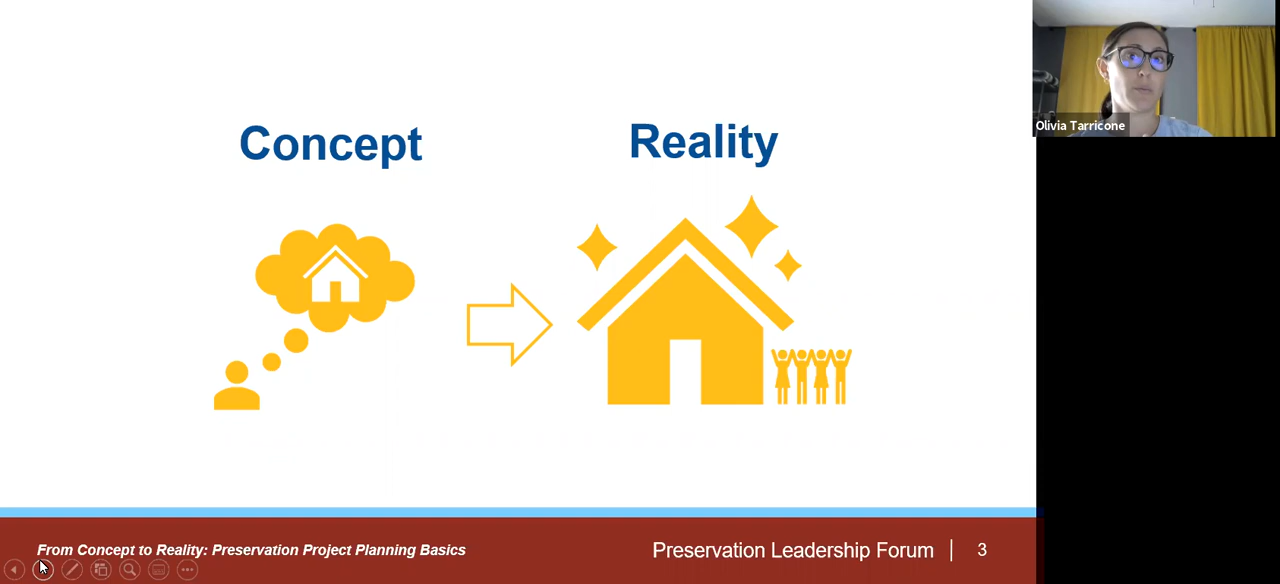 Concept
Reality
Olivia Tarricone
From Concept to Reality: Preservation Project Planning Basics
Preservation Leadership Forum | 3